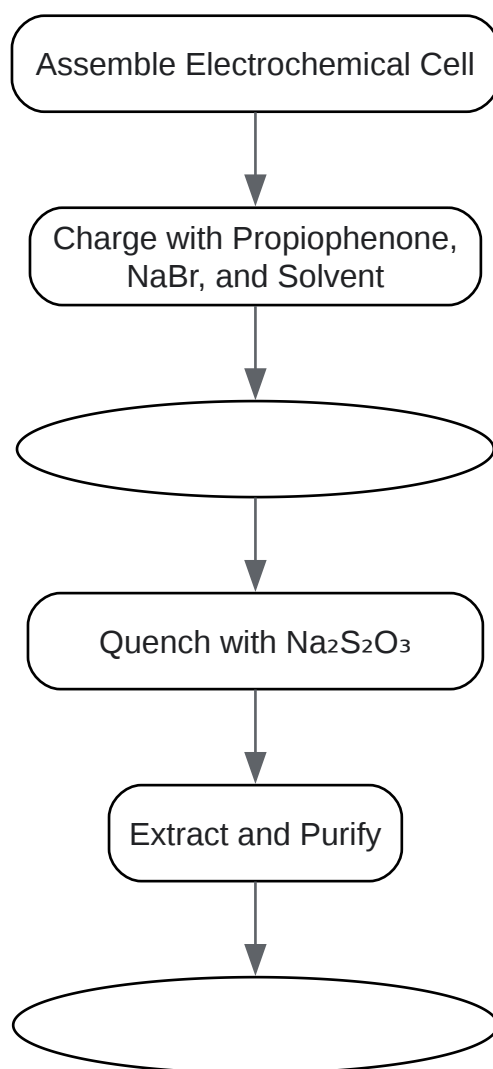 Assemble Electrochemical Cell
Charge with Propiophenone,
NaBr, and Solvent
Quench with Na₂S₂O₃
Extract and Purify